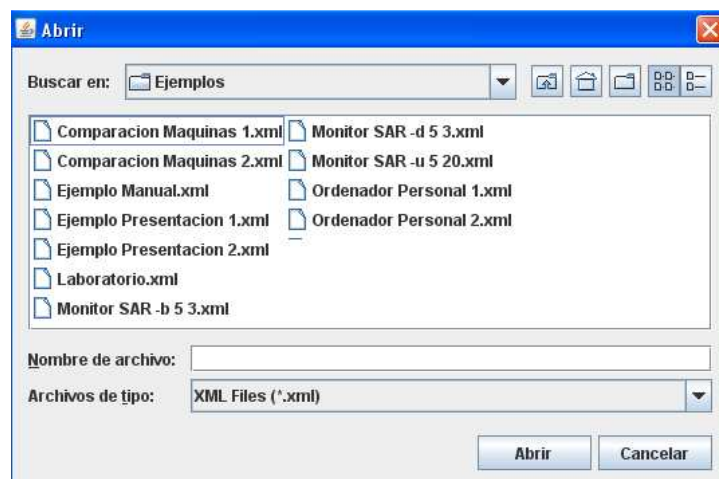 Abrir
Buscar en: Ejemplos
Comparacion Maquinas 1.xml
Comparacion Maquinas 2.xml
Ejemplo Manual.xml
Ejemplo Presentacion 1.xml
Ejemplo Presentacion 2.xml
Laboratorio.xml
Monitor SAR -b 5 3.xml
Monitor SAR -d 5 3.xml
Monitor SAR -u 5 20.xml
Ordenador Personal 1.xml
Ordenador Personal 2.xml
Nombre de archivo:
Archivos de tipo: XML Files (*.xml)
Abrir Cancelar